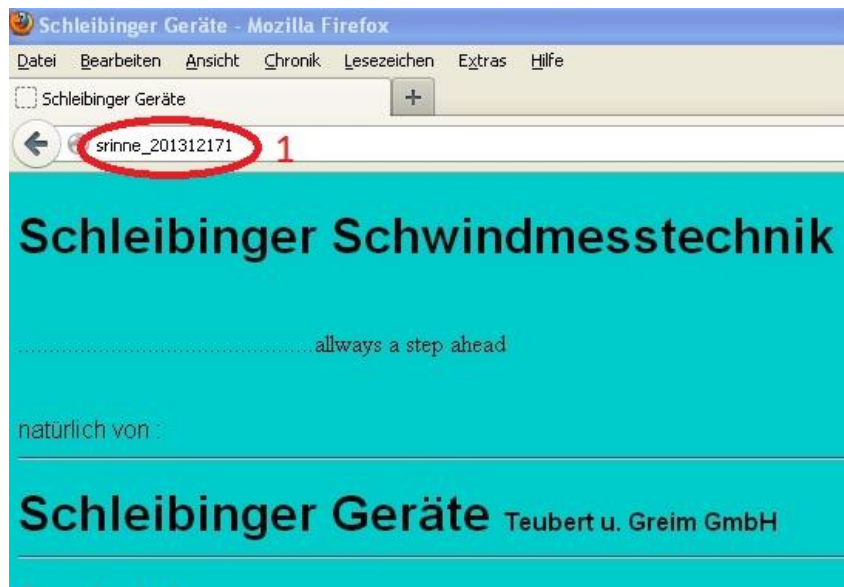 Schleibinger Geräte - Mozilla Firefox
Datei Bearbeiten Ansicht Chronik Lesezeichen Extras Hilfe
Schleibinger Geräte +
srinne_201312171 1
Schleibinger Schwindmesstechnik
................................................allways a step ahead
natürlich von :
Schleibinger Geräte Teubert u. Greim GmbH